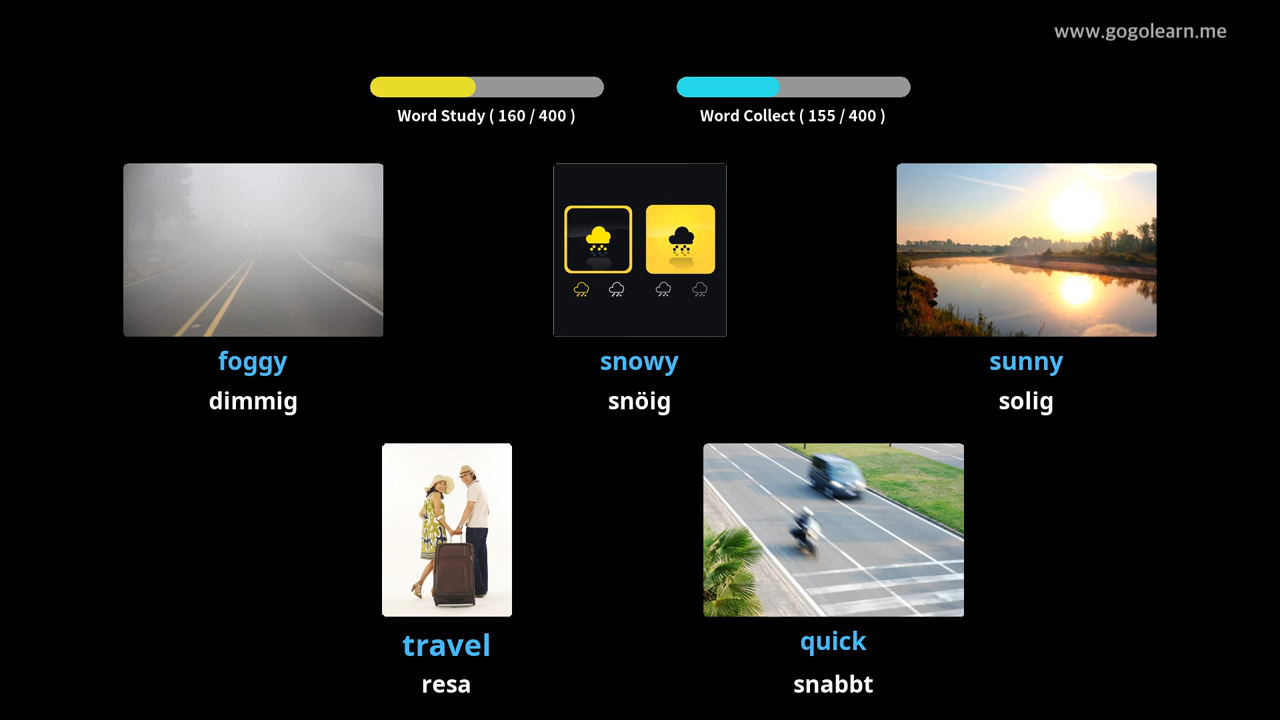 www.gogolearn.me
Word Study ( 160 / 400 )
Word Collect ( 155 / 400 )
foggy
dimmig
snowy
snöig
sunny
solig
travel
resa
quick
snabbt